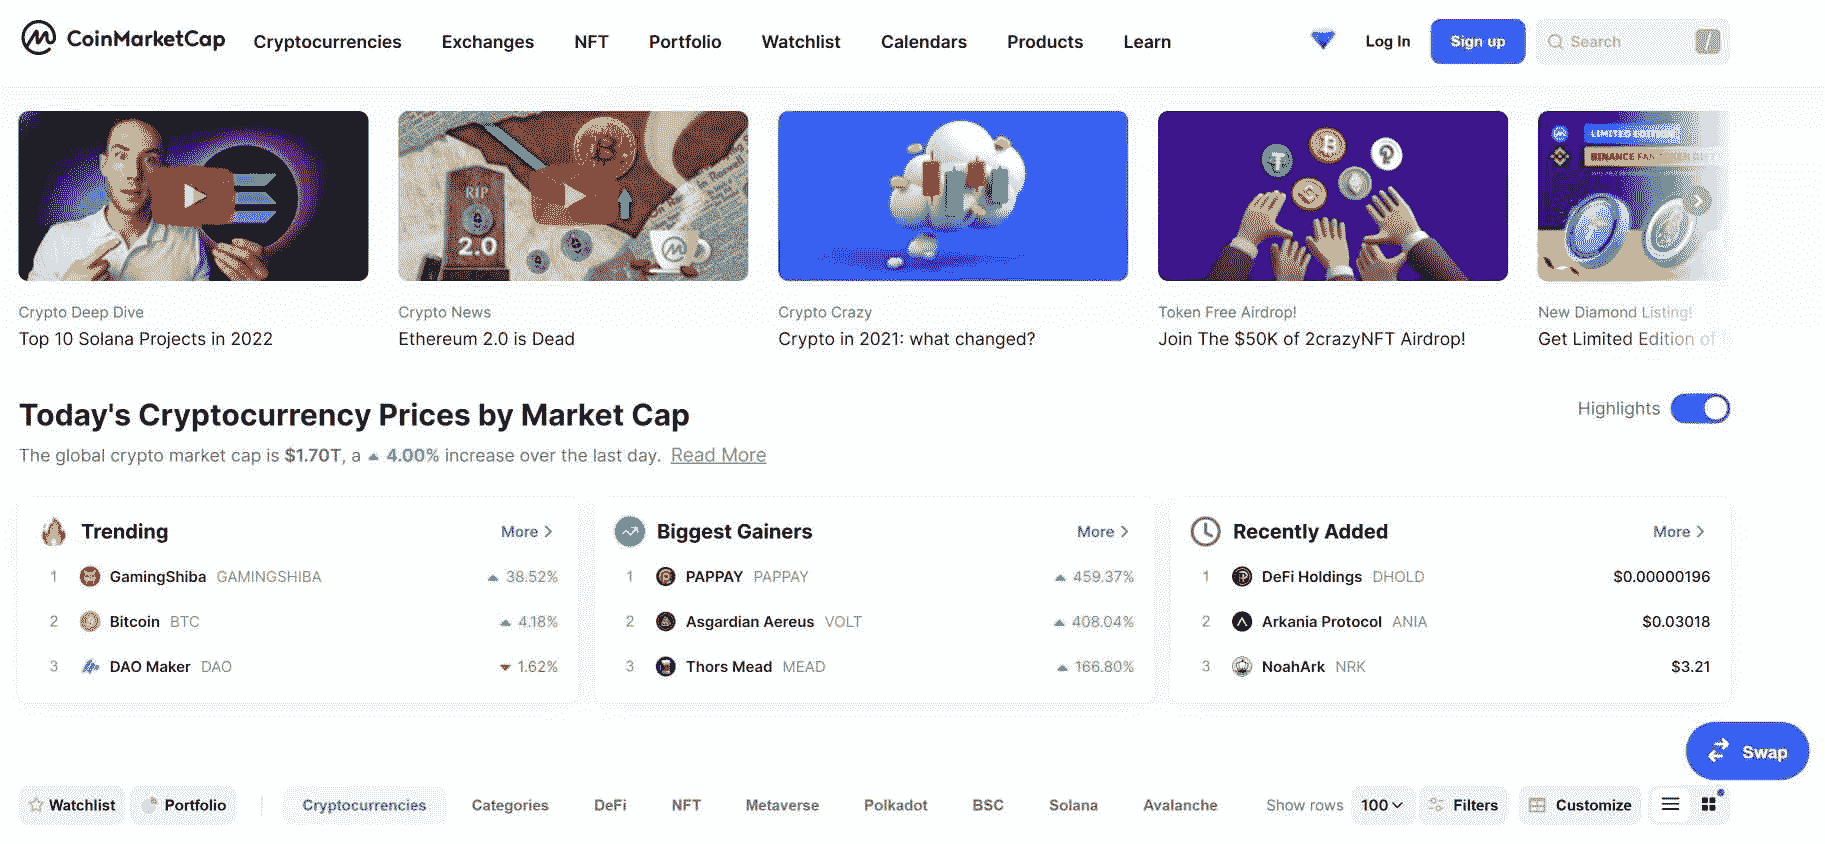 CoinMarketCap Cryptocurrencies Exchanges NFT Portfolio Watchlist Calendars Products Learn Log In Sign up Search /
RIP
2.0
LIMITED EDITION
Crypto Deep Dive
Top 10 Solana Projects in 2022
Crypto News
Ethereum 2.0 is Dead
Crypto Crazy
Crypto in 2021: what changed?
Token Free Airdrop!
Join The $50K of 2crazyNFT Airdrop!
New Diamond Listing!
Get Limited Edition of
Today's Cryptocurrency Prices by Market Cap
Highlights
The global crypto market cap is $1.70T, a ▲ 4.00% increase over the last day. Read More
Trending More >
1 GamingShiba GAMINGSHIBA ▲ 38.52%
2 Bitcoin BTC ▲ 4.18%
3 DAO Maker DAO ▼ 1.62%
Biggest Gainers More >
1 PAPPAY PAPPAY ▲ 459.37%
2 Asgardian Aereus VOLT ▲ 408.04%
3 Thors Mead MEAD ▲ 166.80%
Recently Added More >
1 DeFi Holdings DHOLD $0.00000196
2 Arkania Protocol ANIA $0.03018
3 NoahArk NRK $3.21
Swap
Watchlist Portfolio Cryptocurrencies Categories DeFi NFT Metaverse Polkadot BSC Solana Avalanche Show rows 100 Filters Customize